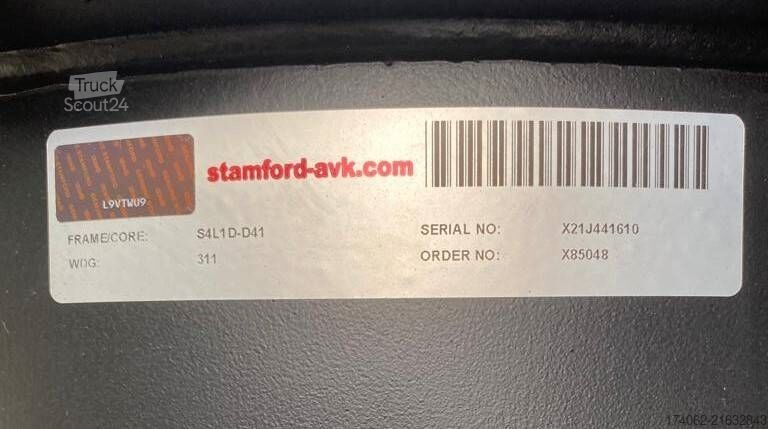 Truck
Scout24
stamford-avk.com
L9VTWU9
FRAME/CORE: S4L1D-D41 SERIAL NO: X21J441610
WDG: 311 ORDER NO: X85048
174062-21632843